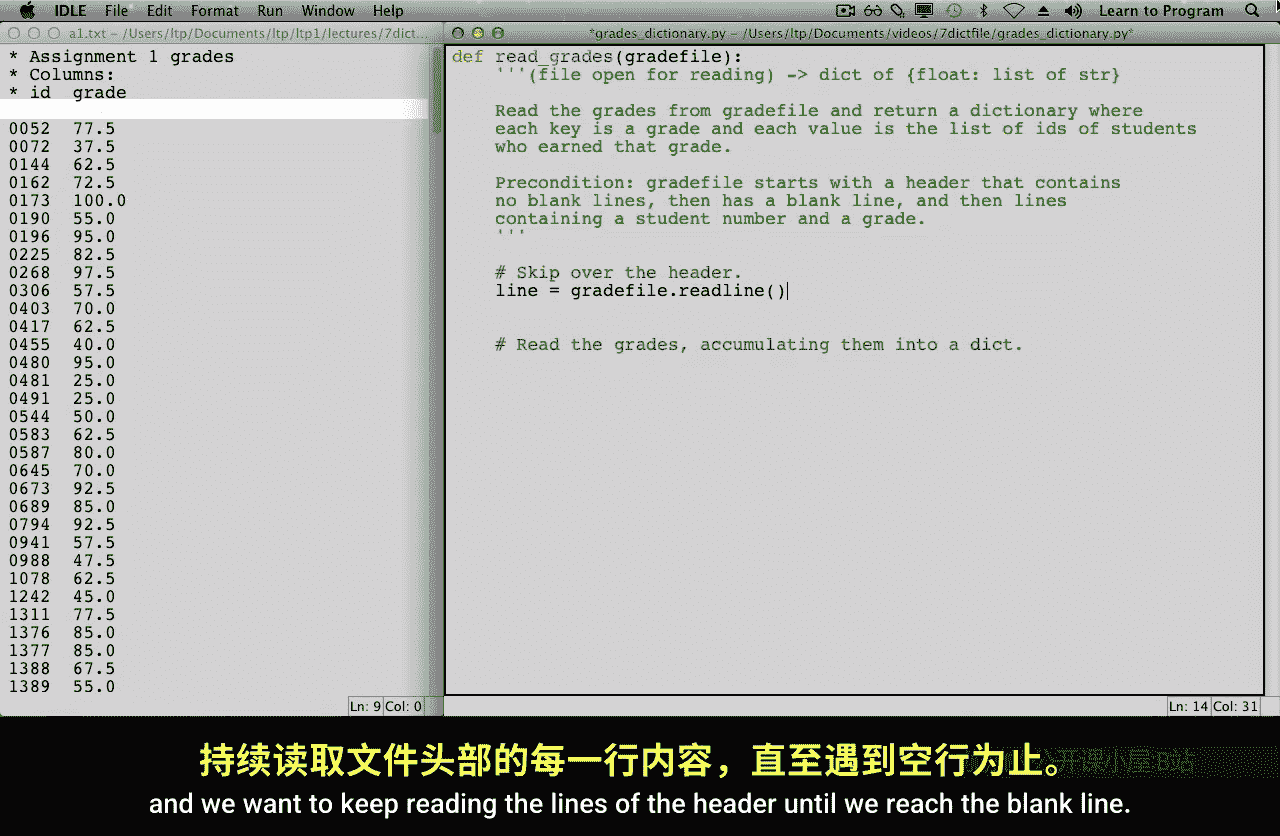 IDLE File Edit Format Run Window Help Learn to Program
a1.txt – /Users/ltp/Documents/ltp/ltp1/lectures/7dict...
* Assignment 1 grades
* Columns:
* id grade
0052 77.5
0072 37.5
0144 62.5
0162 72.5
0173 100.0
0190 55.0
0196 95.0
0225 82.5
0268 97.5
0306 57.5
0403 70.0
0417 62.5
0455 40.0
0480 95.0
0481 25.0
0491 25.0
0544 50.0
0583 62.5
0587 80.0
0645 70.0
0673 92.5
0689 85.0
0794 92.5
0941 57.5
0988 47.5
1078 62.5
1242 45.0
1311 77.5
1376 85.0
1377 85.0
1388 67.5
1389 55.0
Ln: 9 Col: 0
*grades_dictionary.py – /Users/ltp/Documents/videos/7dictfile/grades_dictionary.py*
def read_grades(gradefile):
'''(file open for reading) -> dict of {float: list of str}
Read the grades from gradefile and return a dictionary where
each key is a grade and each value is the list of ids of students
who earned that grade.
Precondition: gradefile starts with a header that contains
no blank lines, then has a blank line, and then lines
containing a student number and a grade.
'''
# Skip over the header.
line = gradefile.readline()
# Read the grades, accumulating them into a dict.
Ln: 14 Col: 31
持续读取文件头部的每一行内容，直至遇到空行为止。
开课小屋 B站
and we want to keep reading the lines of the header until we reach the blank line.